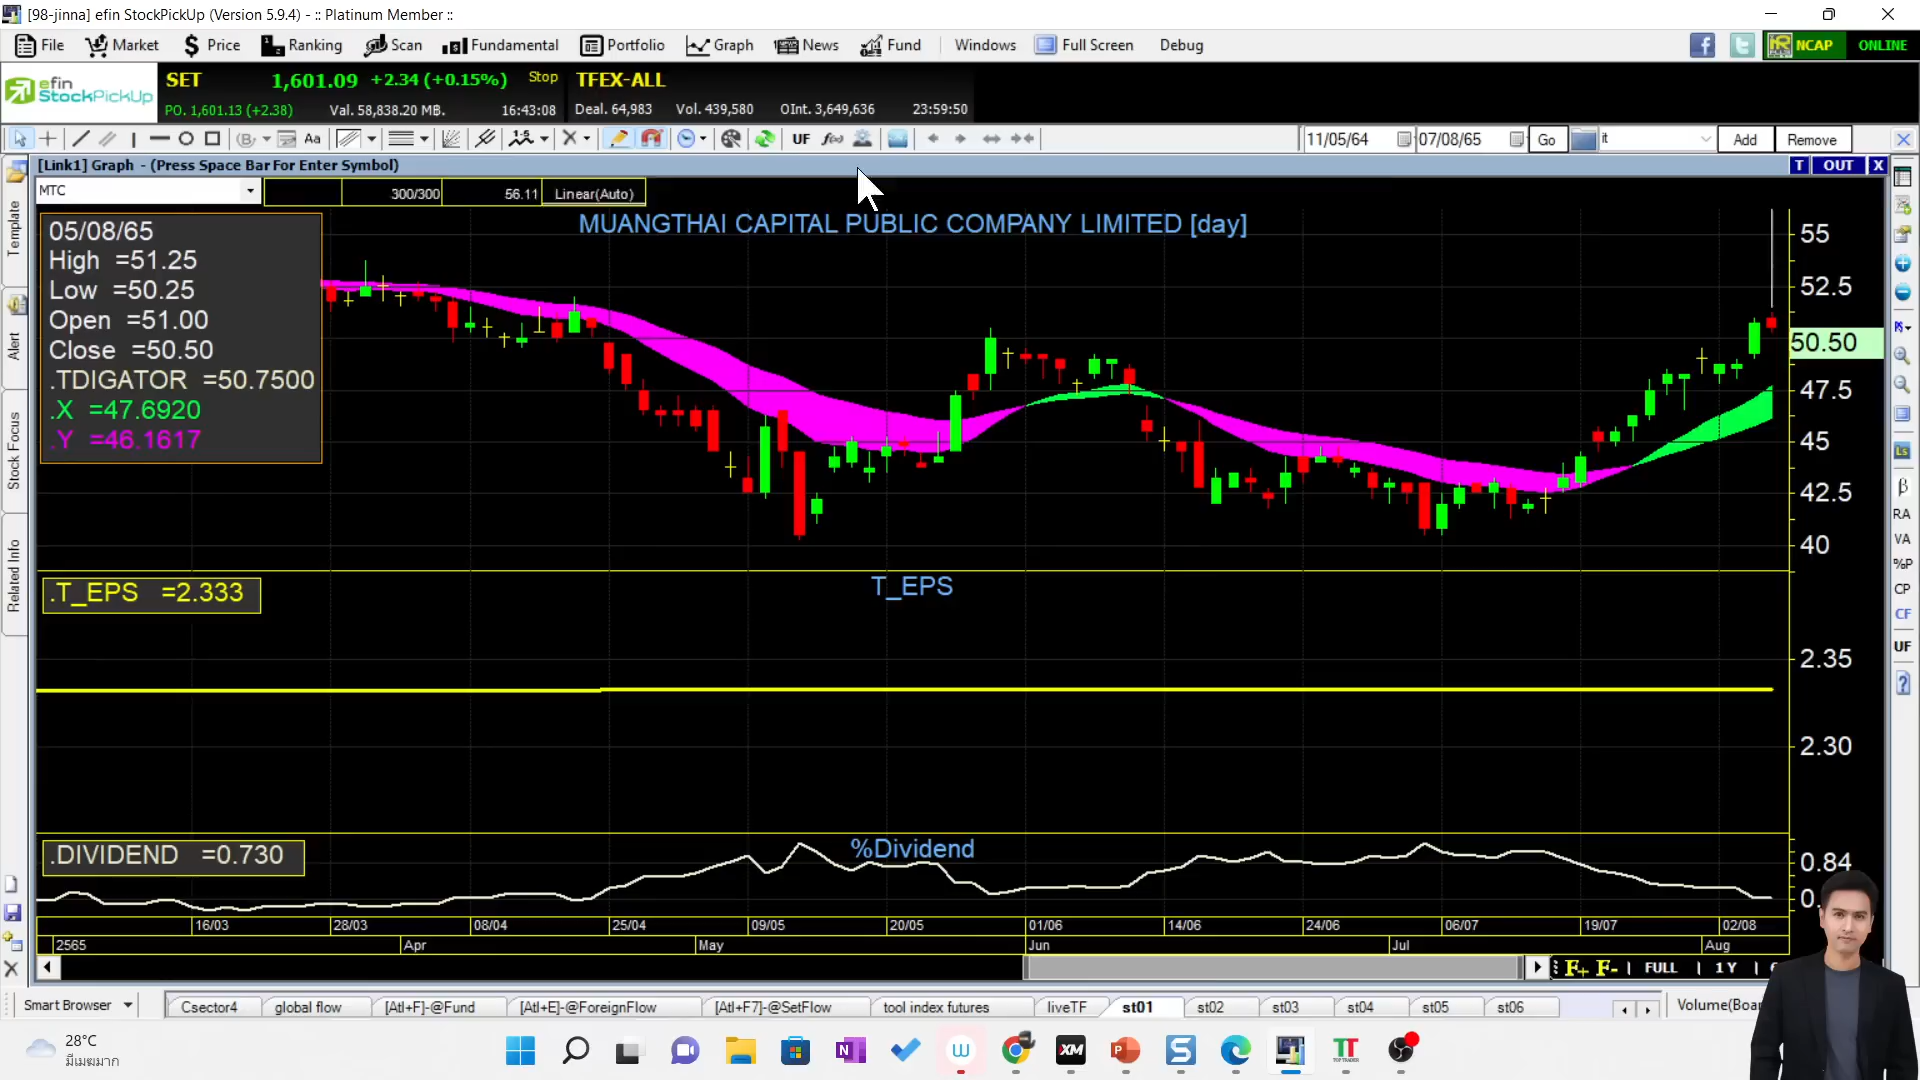 [98-jinna] efin StockPickUp (Version 5.9.4) - :: Platinum Member ::
File Market $ Price Ranking Scan Fundamental Portfolio Graph News Fund Windows Full Screen Debug NCAP ONLINE
efin StockPickUp
SET 1,601.09 +2.34 (+0.15%) Stop TFEX-ALL
PO. 1,601.13 (+2.38) Val. 58,838.20 MB. 16:43:08 Deal. 64,983 Vol. 439,580 OInt. 3,649,636 23:59:50
Aa UF f(x) 11/05/64 07/08/65 Go it Add Remove
[Link1] Graph - (Press Space Bar For Enter Symbol) T OUT X
MTC 300/300 56.11 Linear(Auto)
MUANGTHAI CAPITAL PUBLIC COMPANY LIMITED [day]
05/08/65
High =51.25
Low =50.25
Open =51.00
Close =50.50
.TDIGATOR =50.7500
.X =47.6920
.Y =46.1617
55
52.5
50.50
47.5
45
42.5
40
Template
Alert
Stock Focus
Related Info
Ls
β
RA
VA
%P
CP
CF
UF
.T_EPS =2.333
T_EPS
2.35
2.30
.DIVIDEND =0.730
%Dividend
0.84
0.
16/03 28/03 08/04 25/04 09/05 20/05 01/06 14/06 24/06 06/07 19/07 02/08
2565 Apr May Jun Jul Aug
F+ F- | FULL | 1Y |
Smart Browser Csector4 global flow [Atl+F]-@Fund [Atl+E]-@ForeignFlow [Atl+F7]-@SetFlow tool index futures liveTF st01 st02 st03 st04 st05 st06 Volume(Boa
28°C
มีเมฆมาก
XM
TT